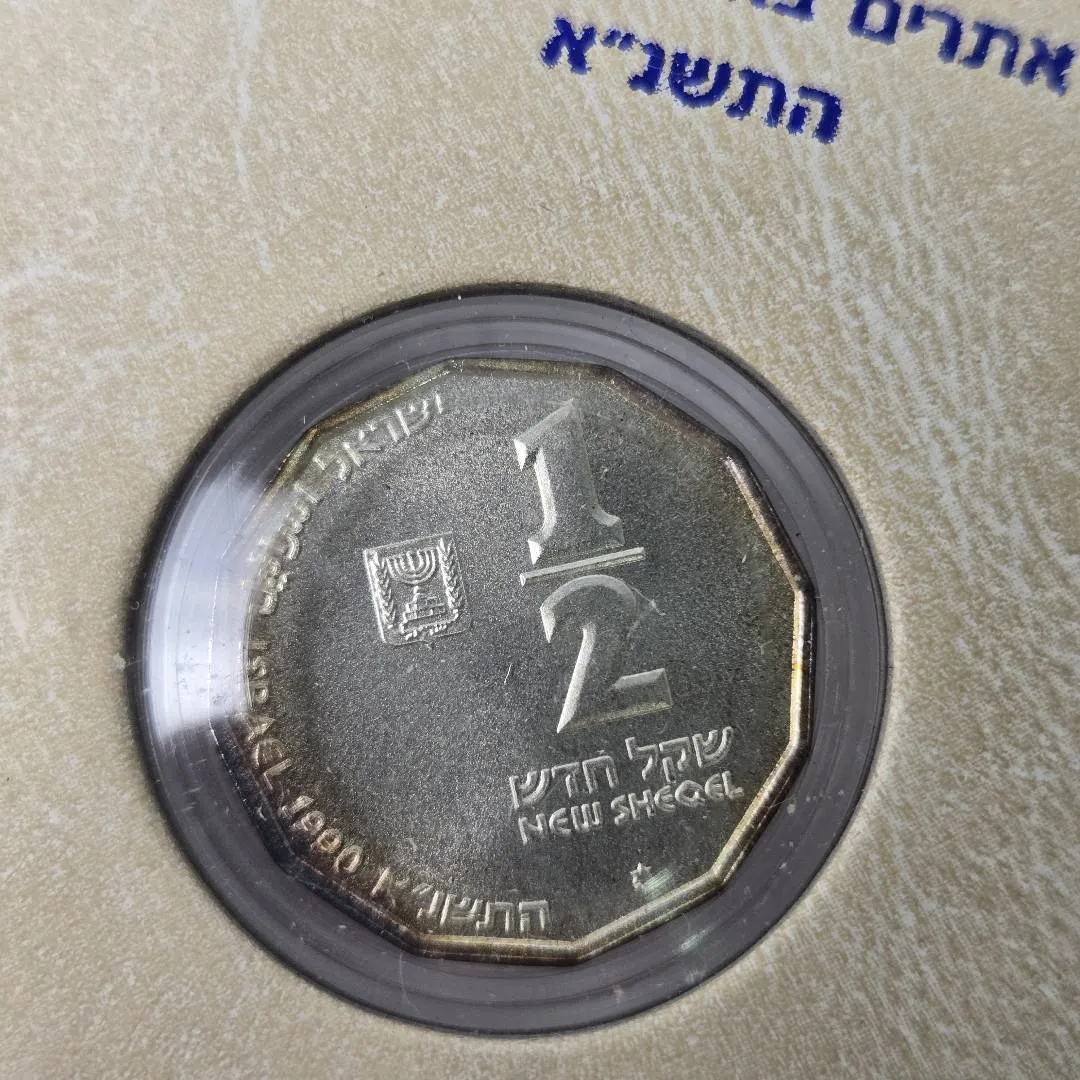 אתרים
התשנ״א
1
2
שקל חדש
NEW SHEQEL
ישראל
ISRAEL 1990 התשנ״א